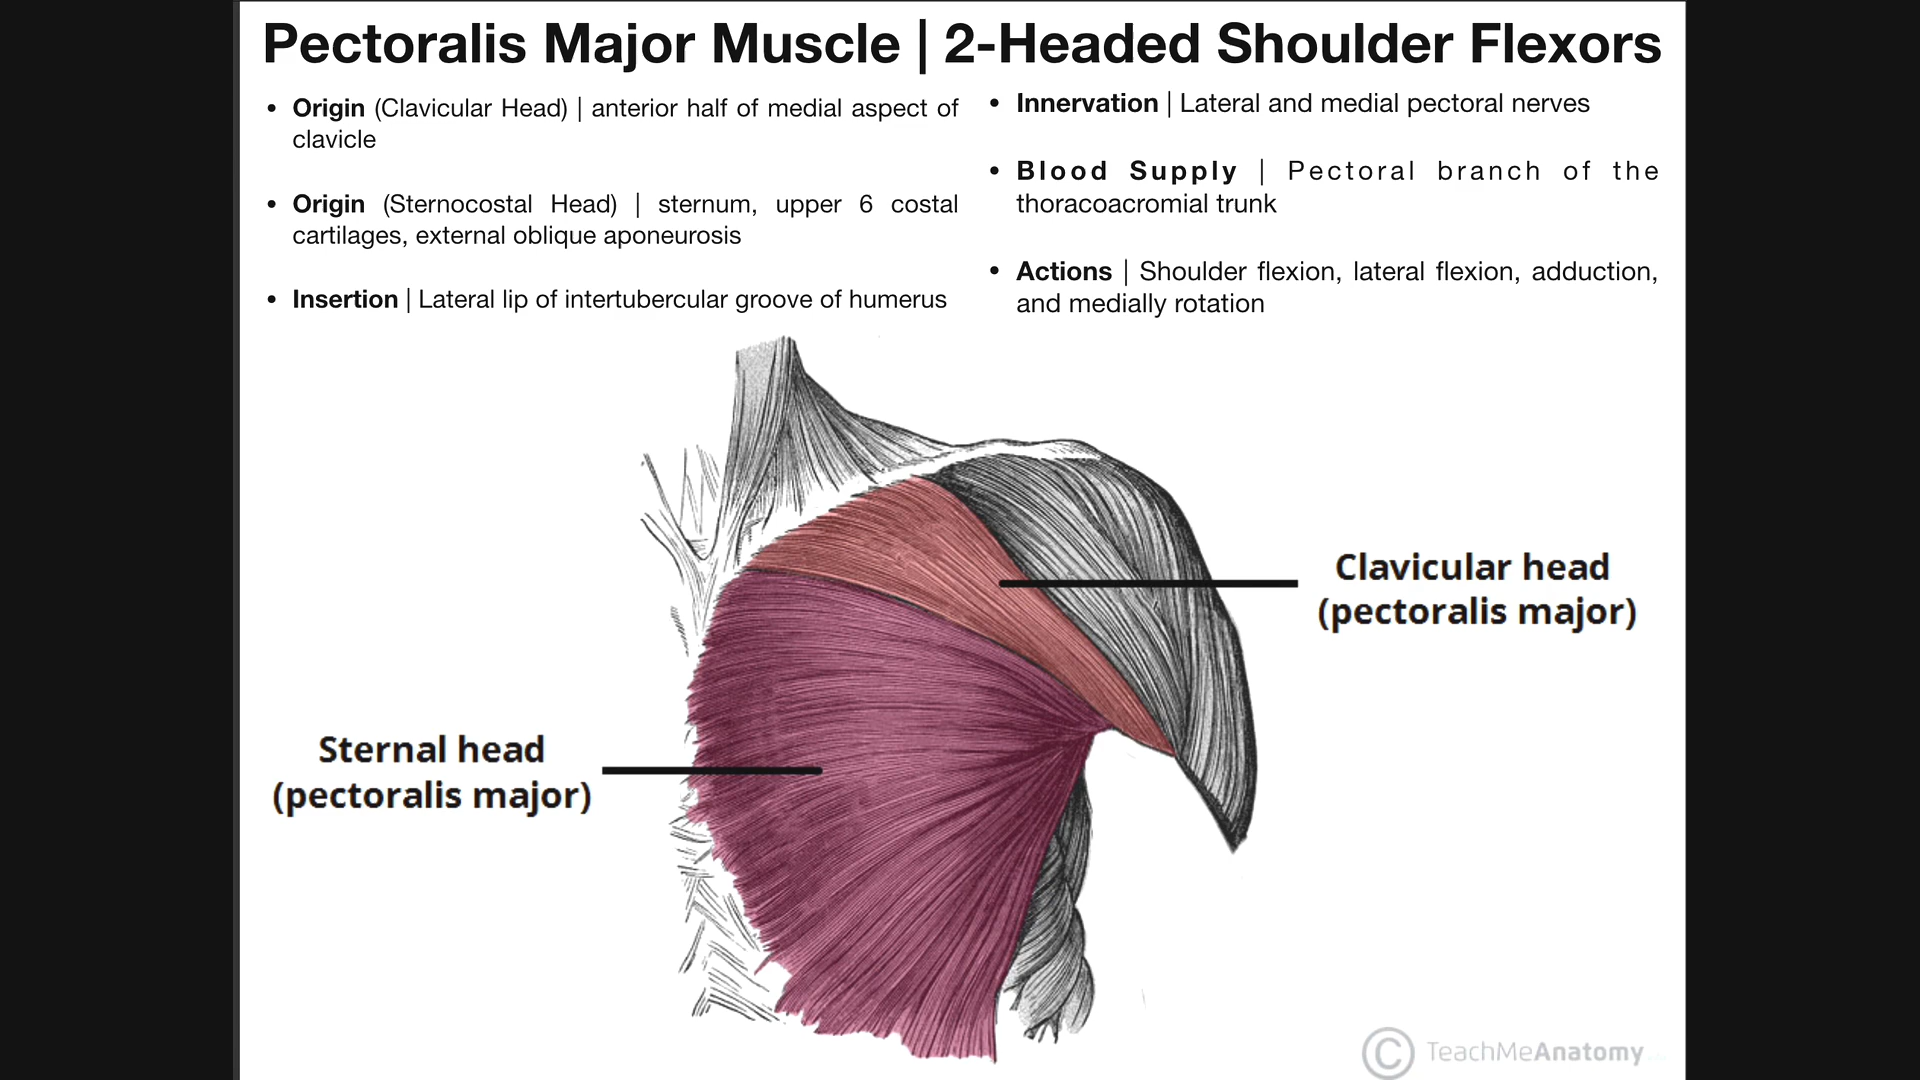 Pectoralis Major Muscle | 2-Headed Shoulder Flexors
• Origin (Clavicular Head) | anterior half of medial aspect of
clavicle
• Origin (Sternocostal Head) | sternum, upper 6 costal
cartilages, external oblique aponeurosis
• Insertion | Lateral lip of intertubercular groove of humerus
• Innervation | Lateral and medial pectoral nerves
• Blood Supply | Pectoral branch of the
thoracoacromial trunk
• Actions | Shoulder flexion, lateral flexion, adduction,
and medially rotation
Clavicular head
(pectoralis major)
Sternal head
(pectoralis major)
© TeachMeAnatomy